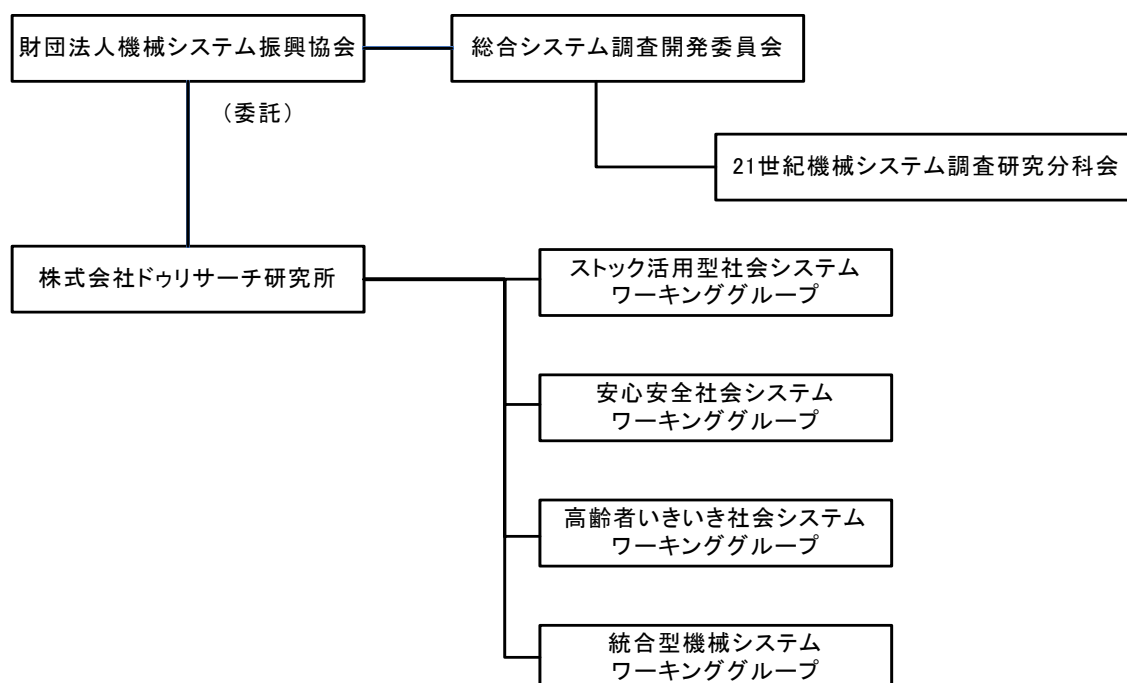 財団法人機械システム振興協会
総合システム調査開発委員会
（委託）
21世紀機械システム調査研究分科会
株式会社ドゥリサーチ研究所
ストック活用型社会システム
ワーキンググループ
安心安全社会システム
ワーキンググループ
高齢者いきいき社会システム
ワーキンググループ
統合型機械システム
ワーキンググループ